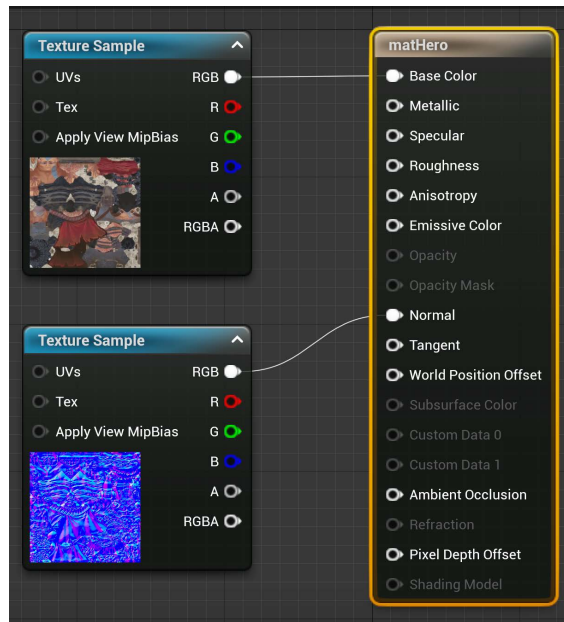 Texture Sample
UVs
RGB
Tex
R
Apply View MipBias
G
B
A
RGBA
Texture Sample
UVs
RGB
Tex
R
Apply View MipBias
G
B
A
RGBA
matHero
Base Color
Metallic
Specular
Roughness
Anisotropy
Emissive Color
Opacity
Opacity Mask
Normal
Tangent
World Position Offset
Subsurface Color
Custom Data 0
Custom Data 1
Ambient Occlusion
Refraction
Pixel Depth Offset
Shading Model